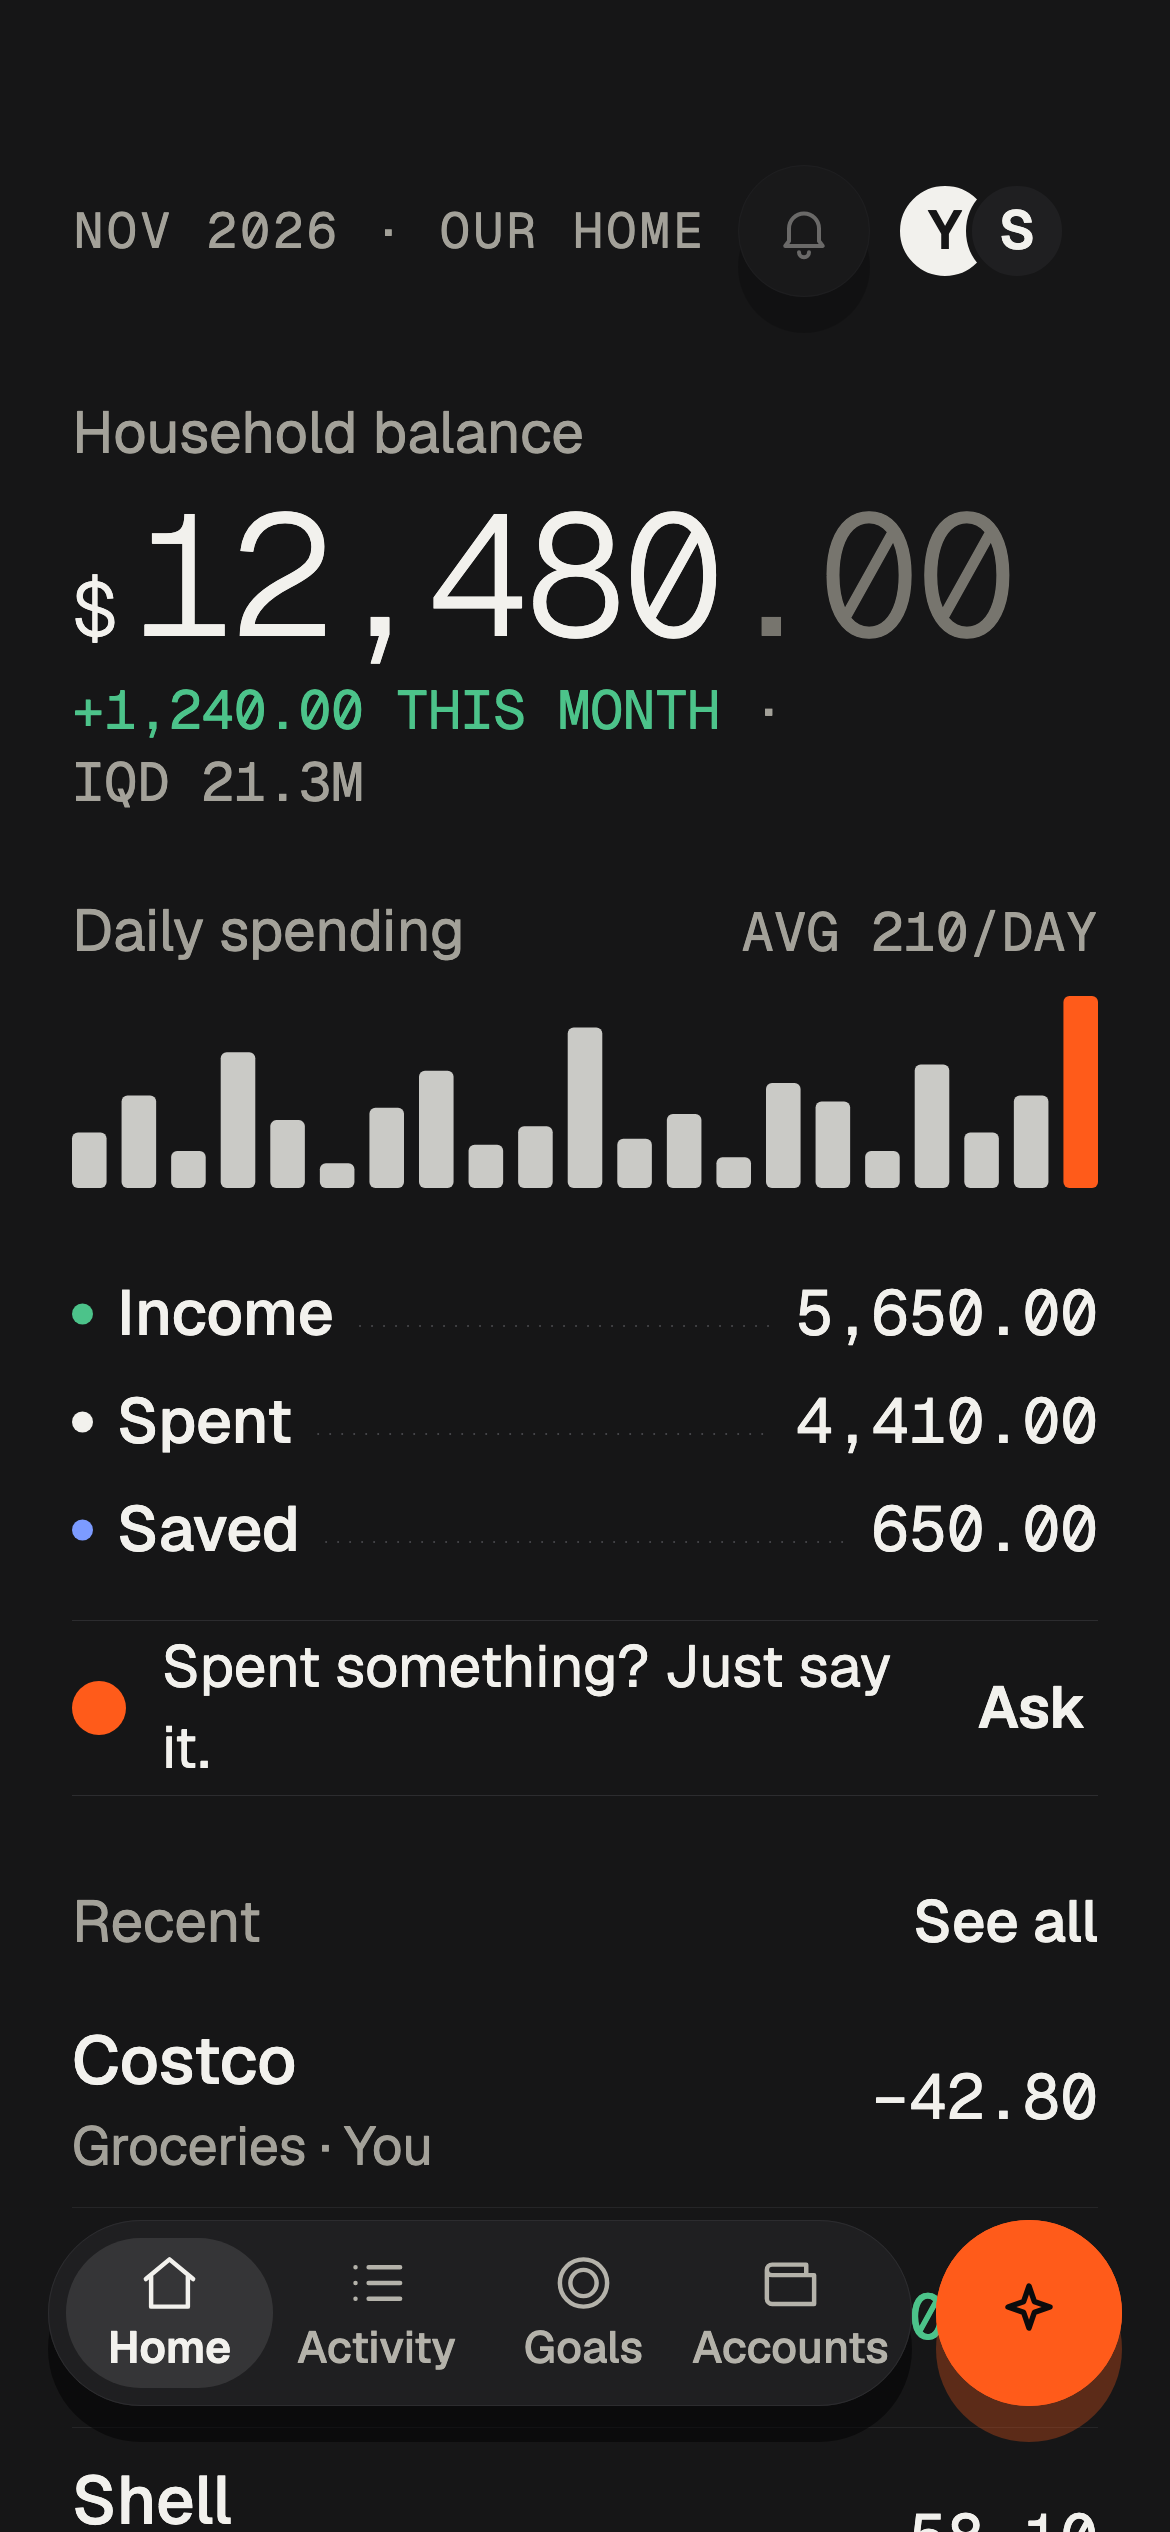 NOV 2026 · OUR HOME
Y
S
Household balance
$12,480.00
+1,240.00 THIS MONTH ·
IQD 21.3M
Daily spending
AVG 210/DAY
Income 5,650.00
Spent 4,410.00
Saved 650.00
Spent something? Just say
it.
Ask
Recent
See all
Costco
−42.80
Groceries · You
Home
Activity
Goals
Accounts
Shell
58.10